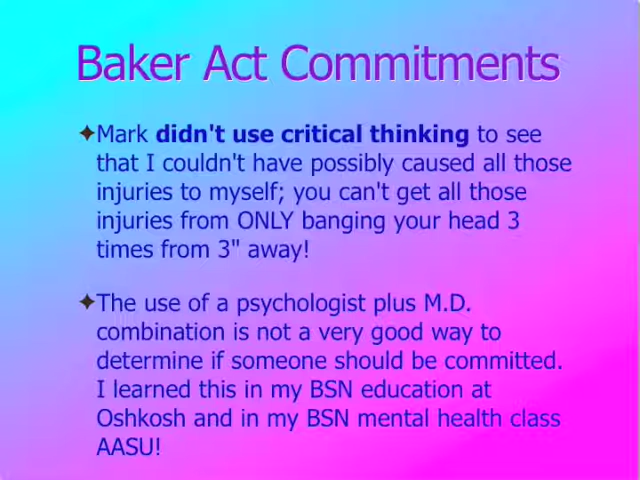 Baker Act Commitments
✦Mark didn't use critical thinking to see
that I couldn't have possibly caused all those
injuries to myself; you can't get all those
injuries from ONLY banging your head 3
times from 3" away!
✦The use of a psychologist plus M.D.
combination is not a very good way to
determine if someone should be committed.
I learned this in my BSN education at
Oshkosh and in my BSN mental health class
AASU!